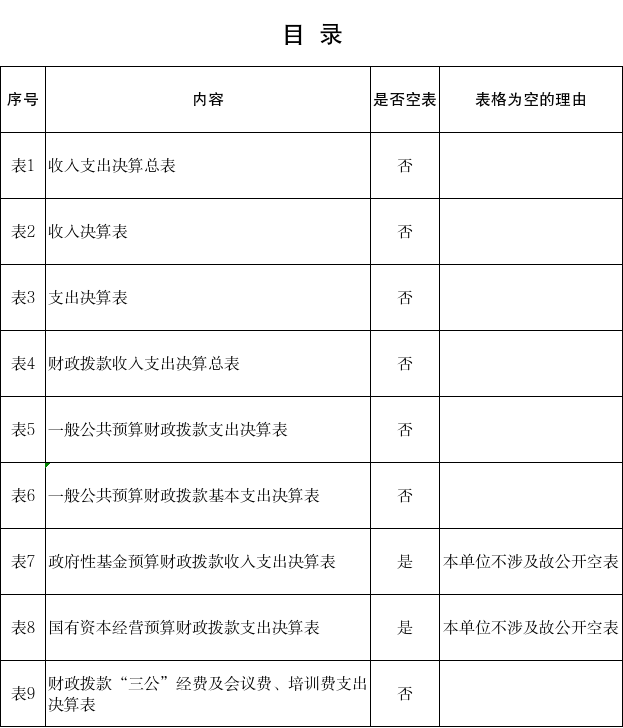 目 录
序号 内容 是否空表 表格为空的理由
表1 收入支出决算总表 否
表2 收入决算表 否
表3 支出决算表 否
表4 财政拨款收入支出决算总表 否
表5 一般公共预算财政拨款支出决算表 否
表6 一般公共预算财政拨款基本支出决算表 否
表7 政府性基金预算财政拨款收入支出决算表 是 本单位不涉及故公开空表
表8 国有资本经营预算财政拨款支出决算表 是 本单位不涉及故公开空表
表9 财政拨款“三公”经费及会议费、培训费支出
决算表 否